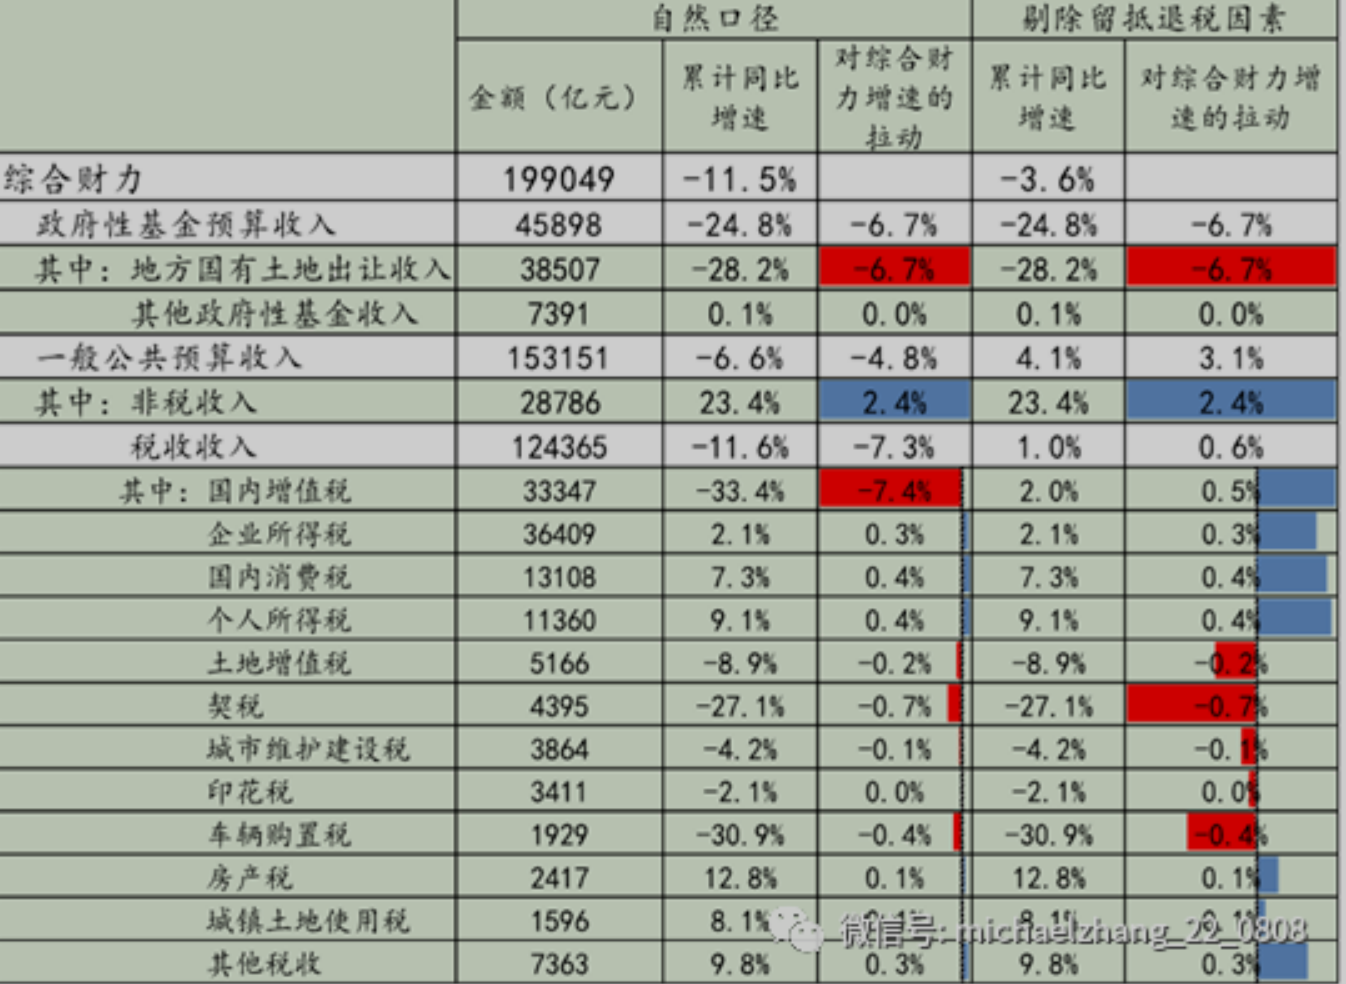 自然口径 剔除留抵退税因素
金额（亿元） 累计同比增速 对综合财力增速的拉动 累计同比增速 对综合财力增速的拉动
综合财力 199049 -11.5% -3.6%
政府性基金预算收入 45898 -24.8% -6.7% -24.8% -6.7%
其中：地方国有土地出让收入 38507 -28.2% -6.7% -28.2% -6.7%
其他政府性基金收入 7391 0.1% 0.0% 0.1% 0.0%
一般公共预算收入 153151 -6.6% -4.8% 4.1% 3.1%
其中：非税收入 28786 23.4% 2.4% 23.4% 2.4%
税收收入 124365 -11.6% -7.3% 1.0% 0.6%
其中：国内增值税 33347 -33.4% -7.4% 2.0% 0.5%
企业所得税 36409 2.1% 0.3% 2.1% 0.3%
国内消费税 13108 7.3% 0.4% 7.3% 0.4%
个人所得税 11360 9.1% 0.4% 9.1% 0.4%
土地增值税 5166 -8.9% -0.2% -8.9% -0.2%
契税 4395 -27.1% -0.7% -27.1% -0.7%
城市维护建设税 3864 -4.2% -0.1% -4.2% -0.1%
印花税 3411 -2.1% 0.0% -2.1% 0.0%
车辆购置税 1929 -30.9% -0.4% -30.9% -0.4%
房产税 2417 12.8% 0.1% 12.8% 0.1%
城镇土地使用税 1596 8.1% 0.1% 8.1% 0.1%
微信号: michaelzhang_22_0808
其他税收 7363 9.8% 0.3% 9.8% 0.3%